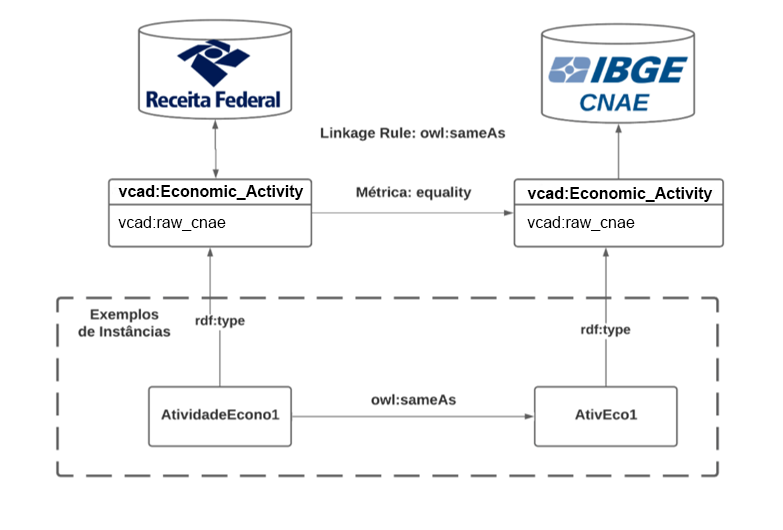 Receita Federal
IBGE
CNAE
Linkage Rule: owl:sameAs
vcad:Economic_Activity
vcad:raw_cnae
Métrica: equality
vcad:Economic_Activity
vcad:raw_cnae
Exemplos
de Instâncias
rdf:type
rdf:type
AtividadeEcono1
owl:sameAs
AtivEco1